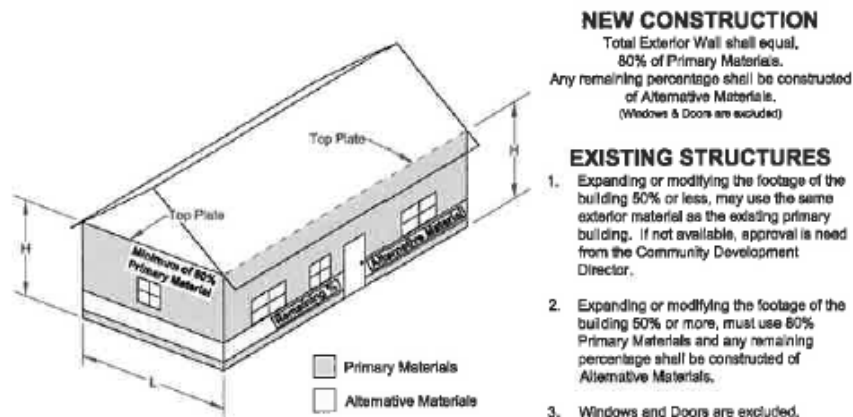 NEW CONSTRUCTION
Total Exterior Wall shall equal,
80% of Primary Materials.
Any remaining percentage shall be constructed
of Alternative Materials.
(Windows & Doors are excluded)
EXISTING STRUCTURES
1. Expanding or modifying the footage of the
building 50% or less, may use the same
exterior material as the existing primary
building. If not available, approval is need
from the Community Development
Director.
2. Expanding or modifying the footage of the
building 50% or more, must use 80%
Primary Materials and any remaining
percentage shall be constructed of
Alternative Materials.
3. Windows and Doors are excluded.
Top Plate
H
Top Plate
H
Minimum of 80%
Primary Material
Remaining %
Alternative Material
L
Primary Materials
Alternative Materials